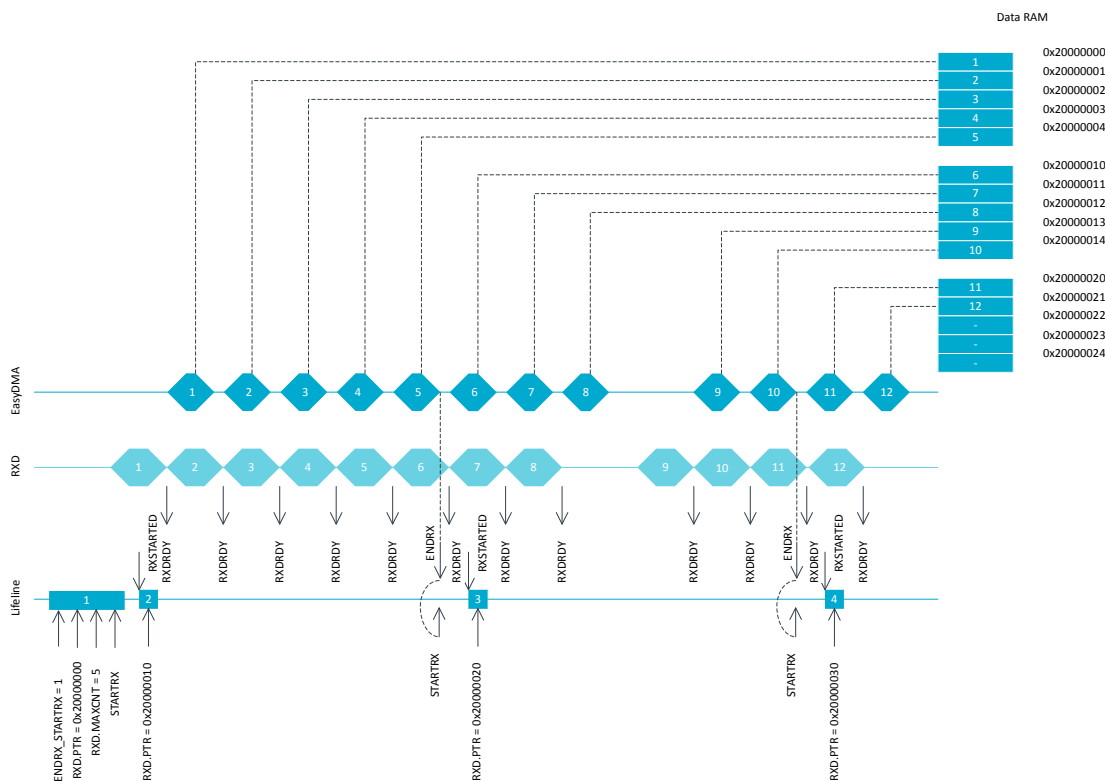 Data RAM
0x20000000
1
0x20000001
2
0x20000002
3
0x20000003
4
0x20000004
5
0x20000010
6
0x20000011
7
0x20000012
8
0x20000013
9
0x20000014
10
0x20000020
11
0x20000021
12
0x20000022
-
0x20000023
-
0x20000024
-
EasyDMA
1 2 3 4 5 6 7 8 9 10 11 12
RXD
1 2 3 4 5 6 7 8 9 10 11 12
RXSTARTED
RXDRDY
RXDRDY
RXDRDY
RXDRDY
RXDRDY
ENDRX
RXDRDY
RXSTARTED
RXDRDY
RXDRDY
RXDRDY
RXDRDY
ENDRX
RXDRDY
RXSTARTED
RXDRDY
Lifeline
1 2 3 4
ENDRX_STARTRX = 1
RXD.PTR = 0x20000000
RXD.MAXCNT = 5
STARTRX
RXD.PTR = 0x20000010
STARTRX
RXD.PTR = 0x20000020
STARTRX
RXD.PTR = 0x20000030